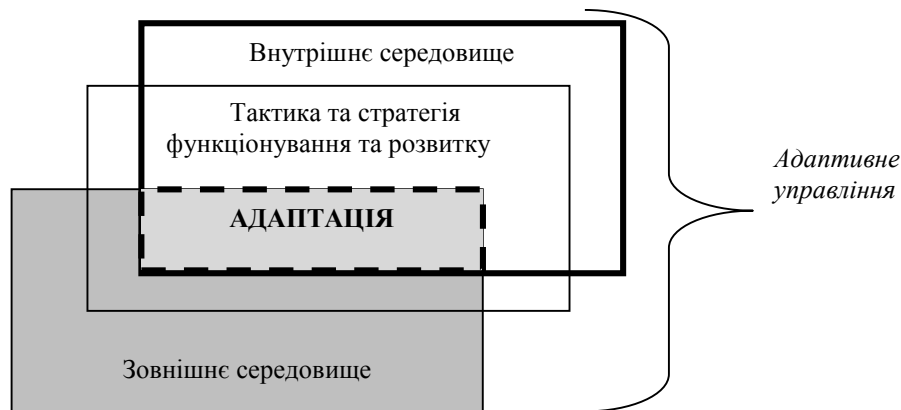 Внутрішнє середовище
Тактика та стратегія
функціонування та розвитку
АДАПТАЦІЯ
Зовнішнє середовище
Адаптивне
управління